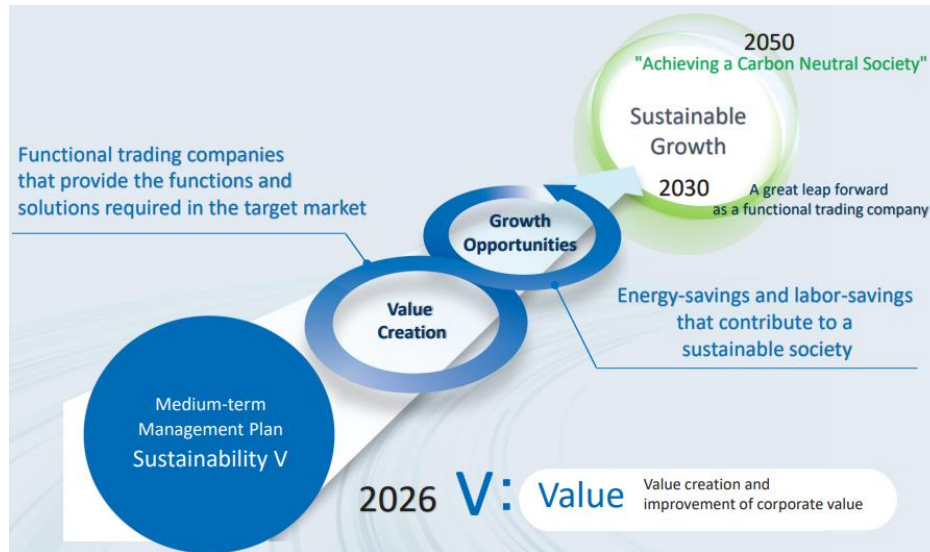 2050
"Achieving a Carbon Neutral Society"
Sustainable
Growth
2030
A great leap forward
as a functional trading company
Functional trading companies
that provide the functions and
solutions required in the target market
Growth
Opportunities
Value
Creation
Energy-savings and labor-savings
that contribute to a
sustainable society
Medium-term
Management Plan
Sustainability V
2026 V: Value
Value creation and
improvement of corporate value